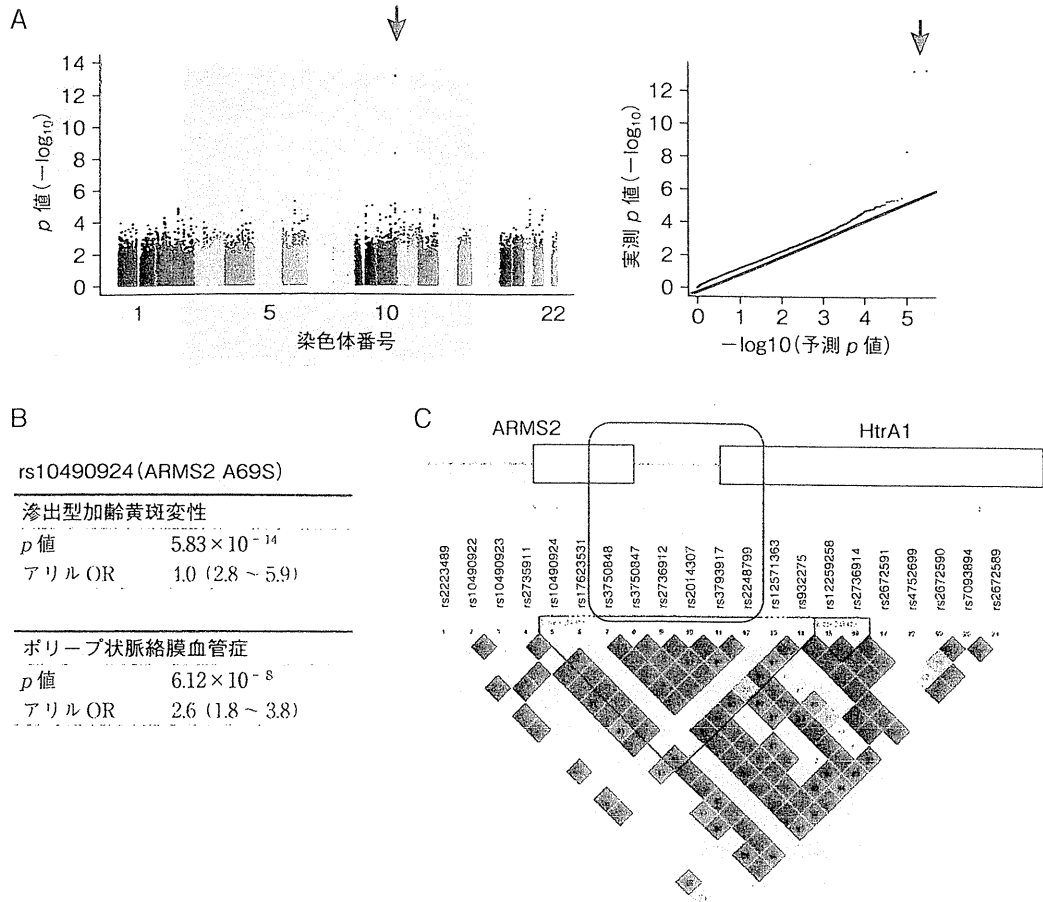 A
14
12
10
8
6
4
2
0
p 値(−log₁₀)
1 5 10 22
染色体番号
12
10
8
6
4
2
0
実測 p 値(−log₁₀)
0 1 2 3 4 5
−log10(予測 p 値)
B
rs10490924(ARMS2 A69S)
滲出型加齢黄斑変性
p 値 5.83×10⁻¹⁴
アリルOR 4.0 (2.8 ~ 5.9)
ポリープ状脈絡膜血管症
p 値 6.12×10⁻⁸
アリルOR 2.6 (1.8 ~ 3.8)
C
ARMS2
HtrA1
rs2223489
rs10490922
rs10490923
rs2735911
rs10490924
rs17623531
rs3750848
rs3750847
rs2736912
rs2014307
rs3793917
rs2248799
rs12571363
rs932275
rs12259258
rs2736914
rs2672591
rs4752699
rs2672590
rs7093894
rs2672589